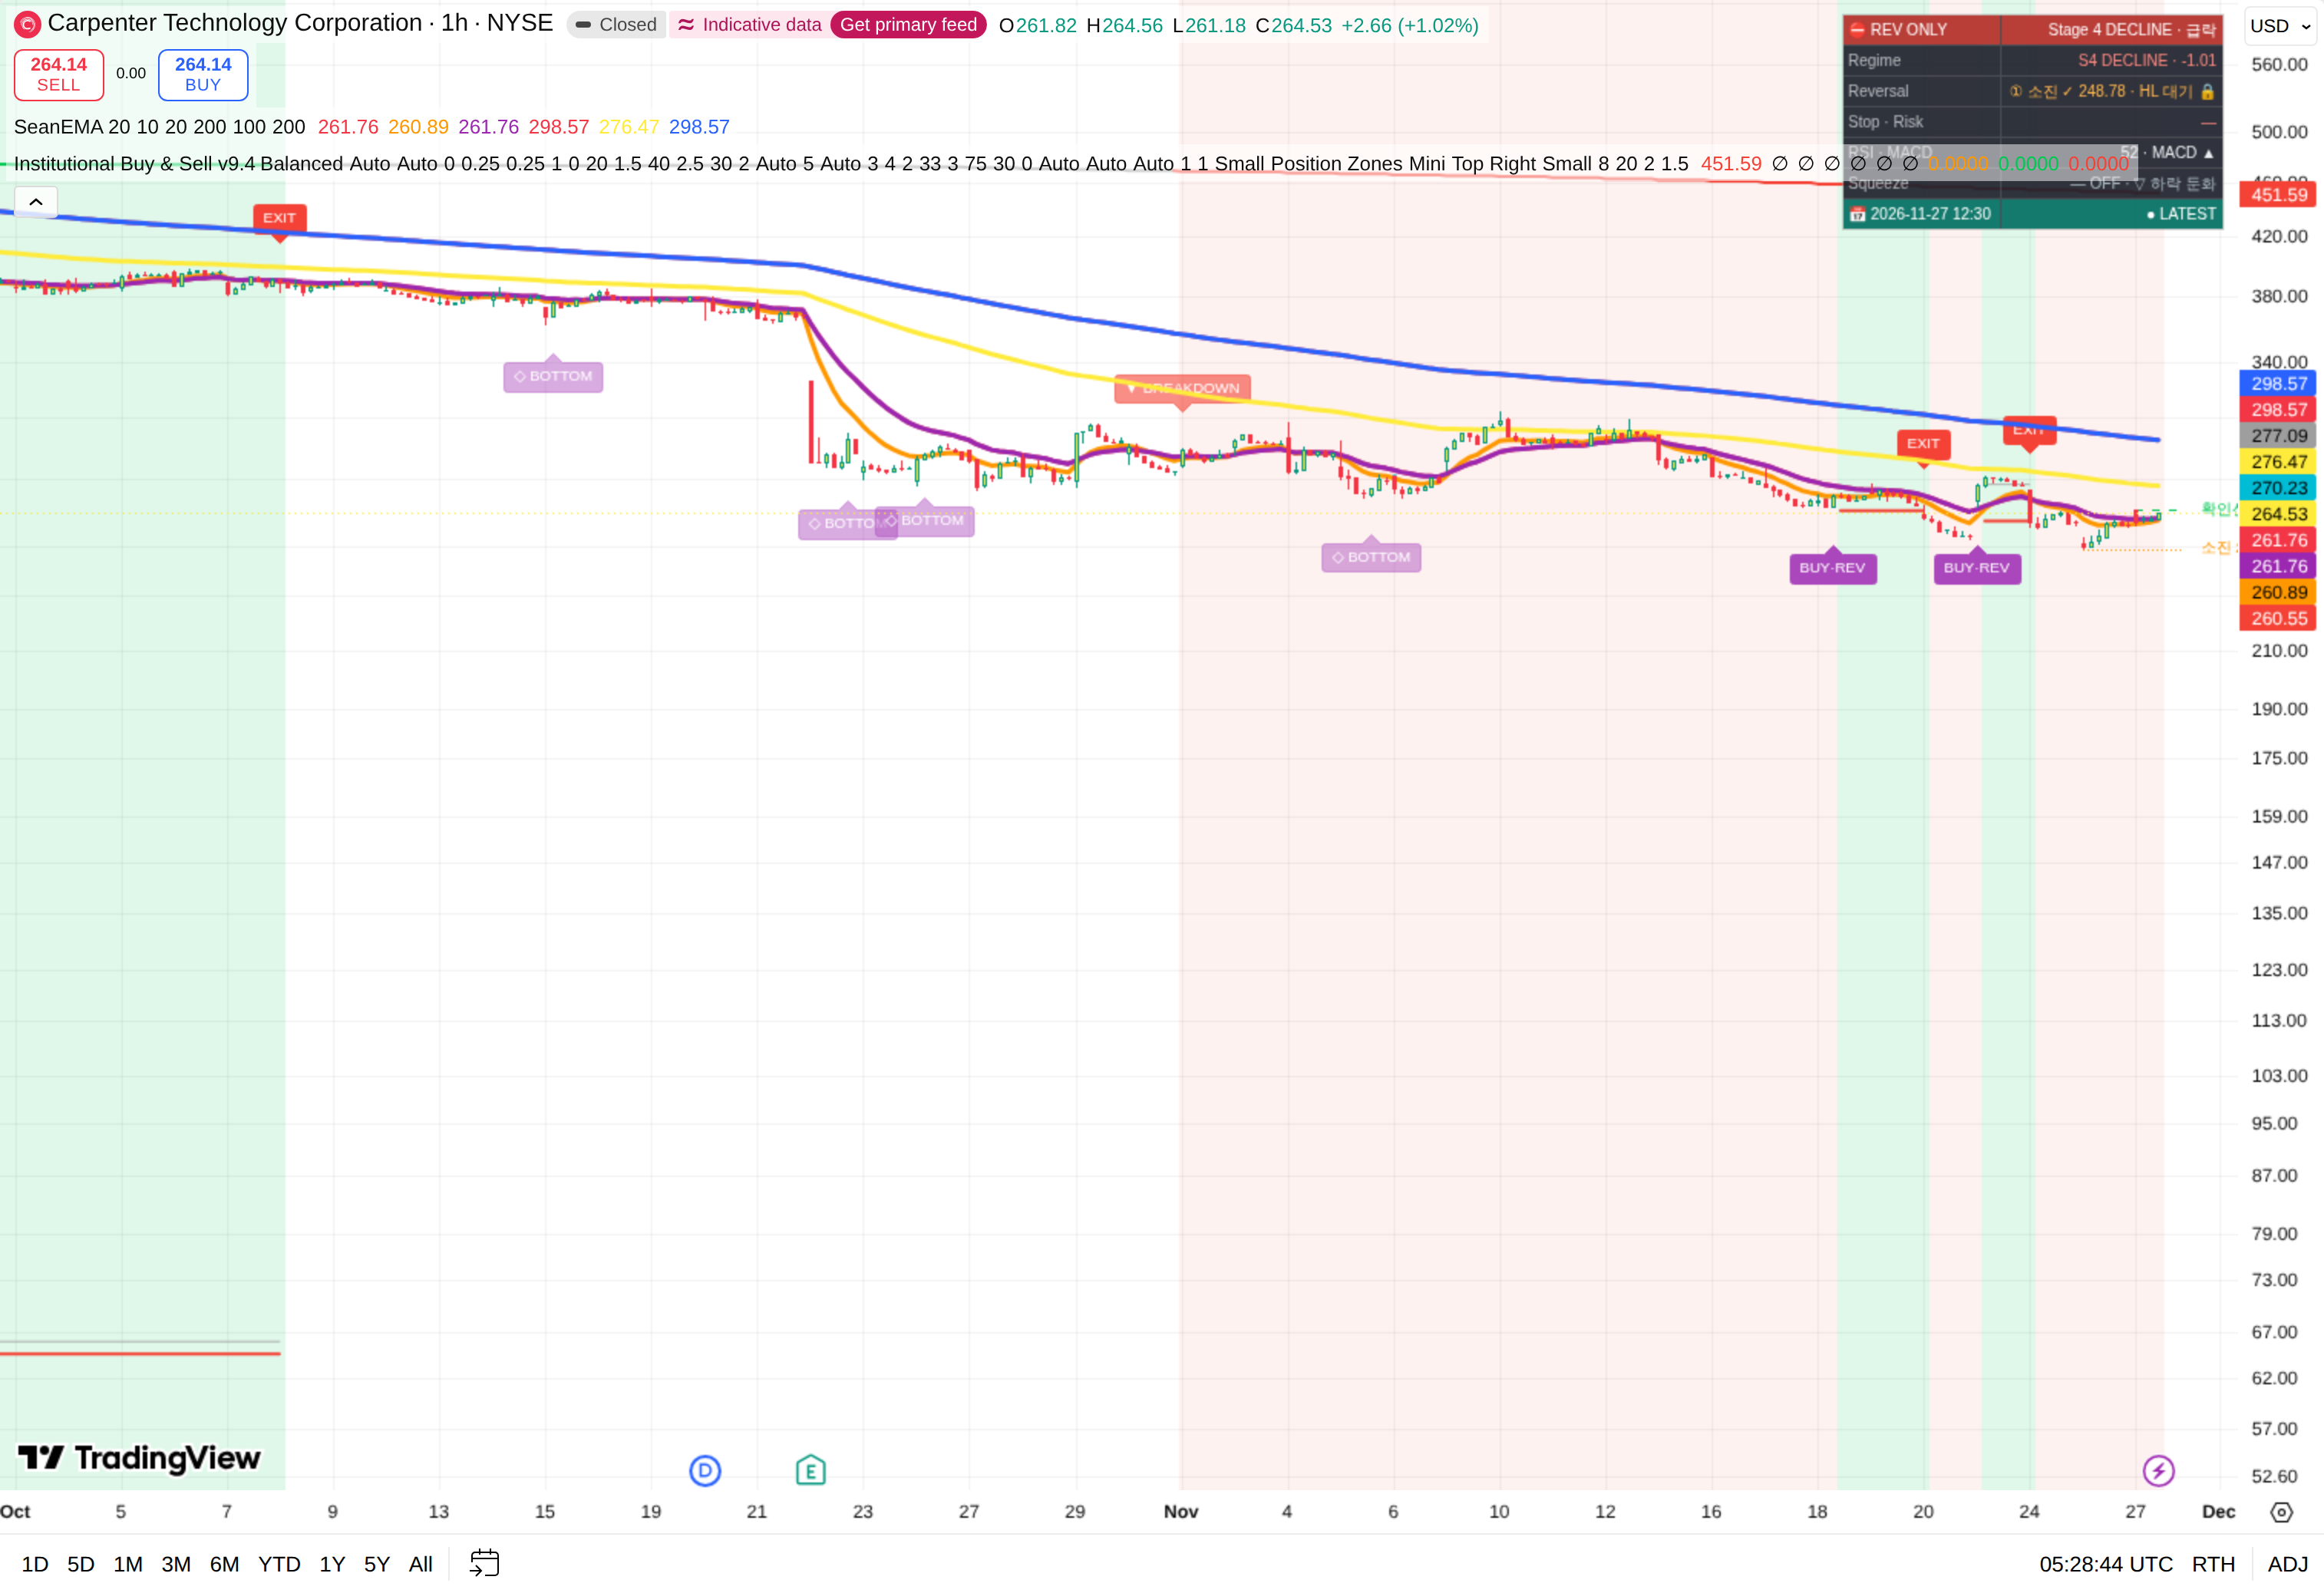 Carpenter Technology Corporation · 1h · NYSE Closed Indicative data Get primary feed O261.82 H264.56 L261.18 C264.53 +2.66 (+1.02%)
264.14 SELL 0.00 264.14 BUY
SeanEMA 20 10 20 200 100 200 261.76 260.89 261.76 298.57 276.47 298.57
Institutional Buy & Sell v9.4 Balanced Auto Auto 0 0.25 0.25 1 0 20 1.5 40 2.5 30 2 Auto 5 Auto 3 4 2 33 3 75 30 0 Auto Auto Auto 1 1 Small Position Zones Mini Top Right Small 8 20 2 1.5 451.59 ∅ ∅ ∅ ∅ ∅ ∅ 0.0000 0.0000 0.0000
⛔ REV ONLY Stage 4 DECLINE · 급락
Regime S4 DECLINE · -1.01
Reversal ① 소진 ✓ 248.78 · HL 대기 🔒
Stop · Risk —
RSI · MACD 52 · MACD ▲
Squeeze — OFF · ▽ 하락 둔화
📅 2026-11-27 12:30 ● LATEST
USD
560.00
500.00
451.59
420.00
380.00
340.00
298.57
298.57
277.09
276.47
270.23
264.53
261.76
261.76
260.89
260.55
210.00
190.00
175.00
159.00
147.00
135.00
123.00
113.00
103.00
95.00
87.00
79.00
73.00
67.00
62.00
57.00
52.60
EXIT
◇ BOTTOM
◇ BOTTOM
◇ BOTTOM
▼ BREAKDOWN
◇ BOTTOM
EXIT
EXIT
BUY·REV
BUY·REV
소진
TradingView
D
E
Oct 5 7 9 13 15 19 21 23 27 29 Nov 4 6 10 12 16 18 20 24 27 Dec
1D 5D 1M 3M 6M YTD 1Y 5Y All
05:28:44 UTC RTH ADJ